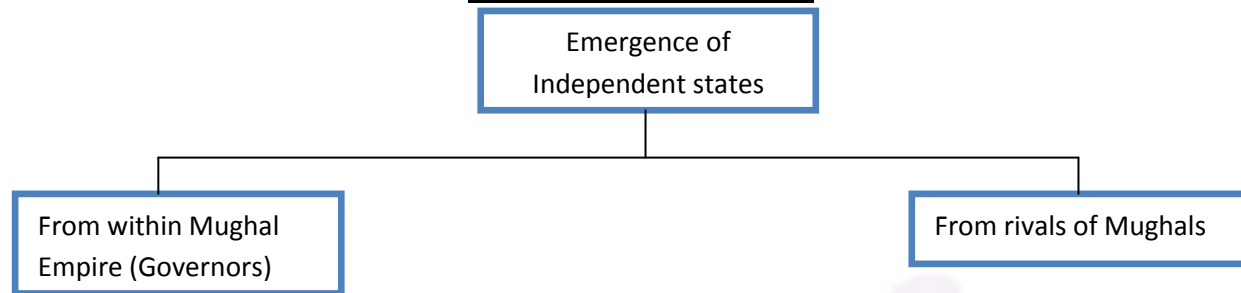 Emergence of
Independent states
From within Mughal
Empire (Governors)
From rivals of Mughals